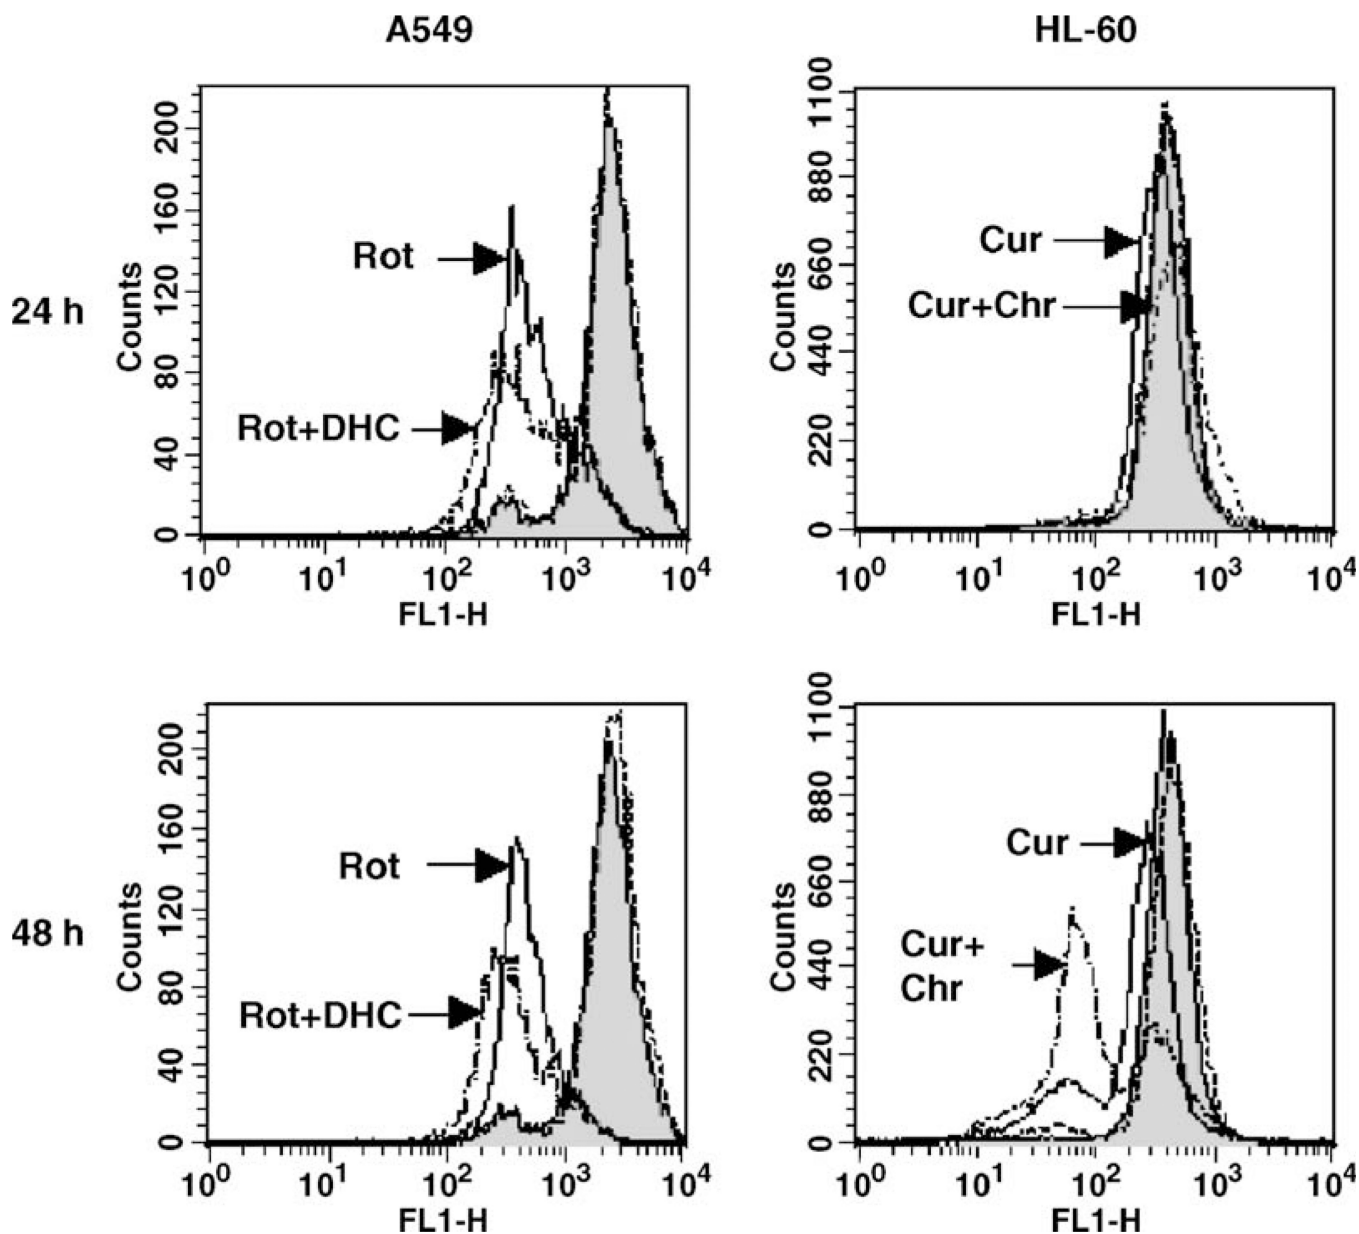 A549 HL-60
24 h
Counts
200
160
120
80
40
0
Rot
Rot+DHC
10⁰ 10¹ 10² 10³ 10⁴
FL1-H
Counts
1100
880
660
440
220
0
Cur
Cur+Chr
10⁰ 10¹ 10² 10³ 10⁴
FL1-H
48 h
Counts
200
160
120
80
40
0
Rot
Rot+DHC
10⁰ 10¹ 10² 10³ 10⁴
FL1-H
Counts
1100
880
660
440
220
0
Cur
Cur+
Chr
10⁰ 10¹ 10² 10³ 10⁴
FL1-H